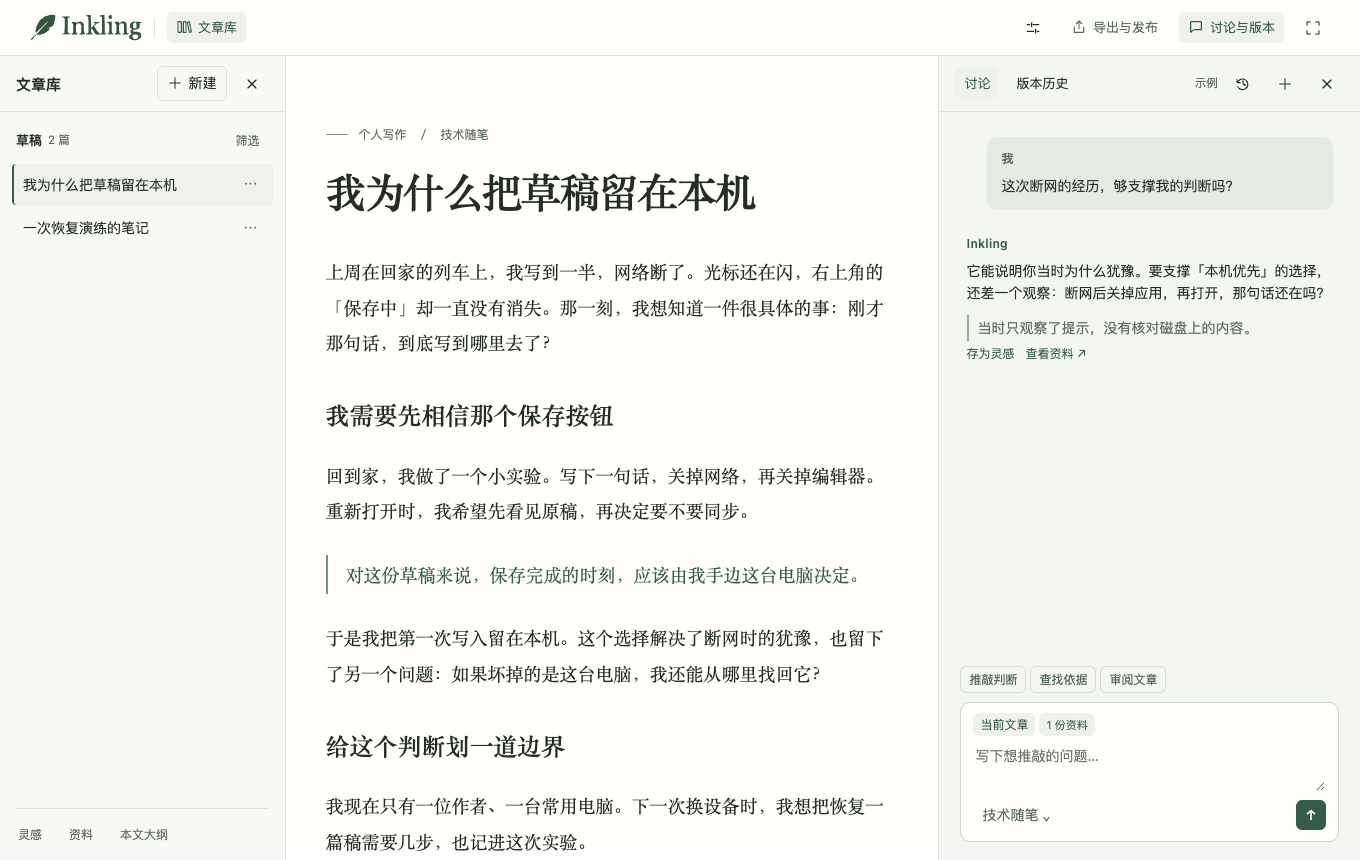 Inkling
文章库
导出与发布
讨论与版本
文章库
新建
草稿 2 篇
筛选
我为什么把草稿留在本机
一次恢复演练的笔记
灵感 资料 本文大纲
个人写作 / 技术随笔
我为什么把草稿留在本机
上周在回家的列车上，我写到一半，网络断了。光标还在闪，右上角的
「保存中」却一直没有消失。那一刻，我想知道一件很具体的事：刚才
那句话，到底写到哪里去了？
我需要先相信那个保存按钮
回到家，我做了一个小实验。写下一句话，关掉网络，再关掉编辑器。
重新打开时，我希望先看见原稿，再决定要不要同步。
对这份草稿来说，保存完成的时刻，应该由我手边这台电脑决定。
于是我把第一次写入留在本机。这个选择解决了断网时的犹豫，也留下
了另一个问题：如果坏掉的是这台电脑，我还能从哪里找回它？
给这个判断划一道边界
我现在只有一位作者、一台常用电脑。下一次换设备时，我想把恢复一
篇稿需要几步，也记进这次实验。
讨论
版本历史
示例
我
这次断网的经历，够支撑我的判断吗？
Inkling
它能说明你当时为什么犹豫。要支撑「本机优先」的选择，
还差一个观察：断网后关掉应用，再打开，那句话还在吗？
当时只观察了提示，没有核对磁盘上的内容。
存为灵感 查看资料
推敲判断 查找依据 审阅文章
当前文章 1 份资料
写下想推敲的问题...
技术随笔